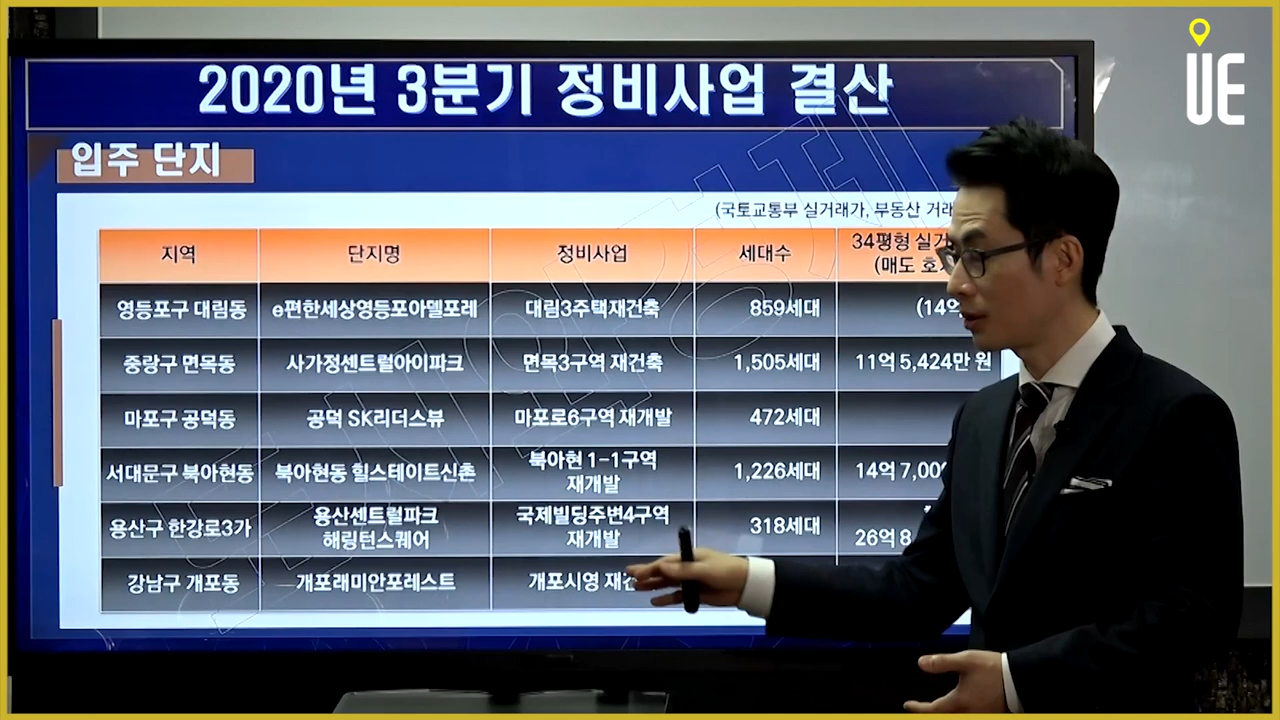 UE
2020년 3분기 정비사업 결산
입주 단지
(국토교통부 실거래가, 부동산 거래
지역 단지명 정비사업 세대수 34평형 실거
(매도 호
영등포구 대림동 e편한세상영등포아델포레 대림3주택재건축 859세대 (14억
중랑구 면목동 사가정센트럴아이파크 면목3구역 재건축 1,505세대 11억 5,424만 원
마포구 공덕동 공덕 SK리더스뷰 마포로6구역 재개발 472세대
서대문구 북아현동 북아현동 힐스테이트신촌 북아현 1-1구역 재개발 1,226세대 14억 7,00
용산구 한강로3가 용산센트럴파크 해링턴스퀘어 국제빌딩주변4구역 재개발 318세대 26억 8
강남구 개포동 개포래미안포레스트 개포시영 재건